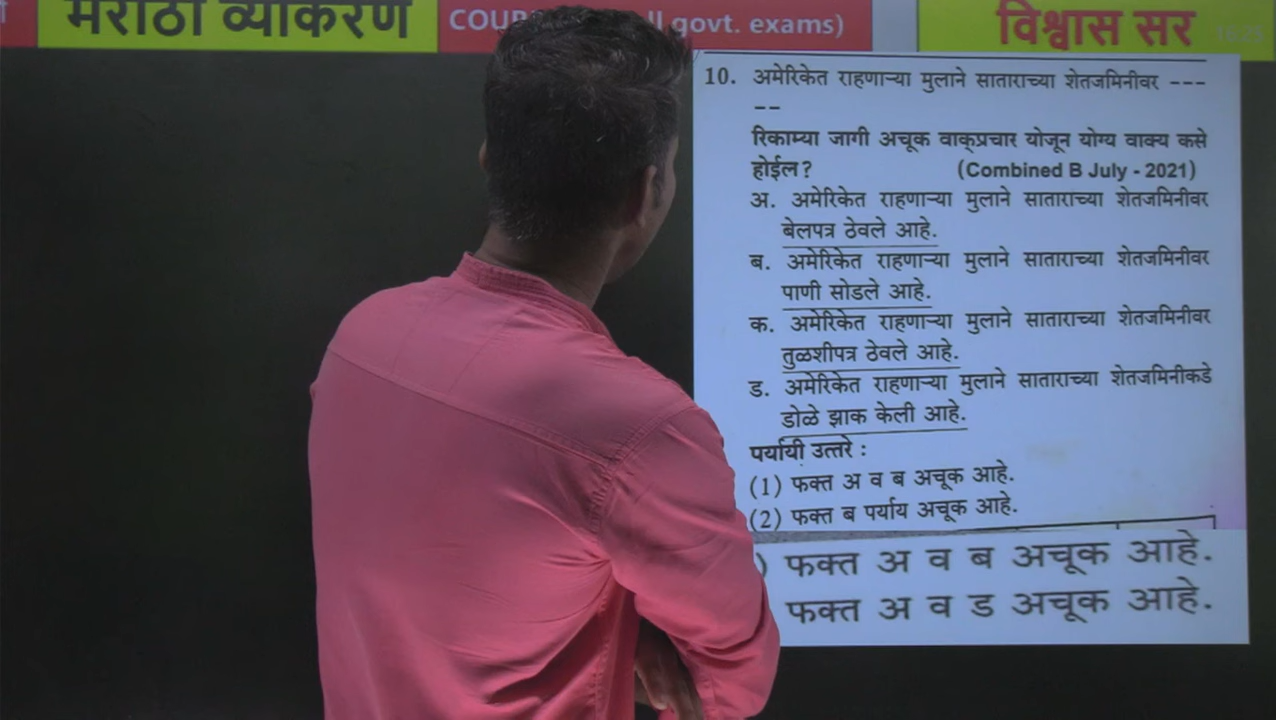 मराठी व्याकरण
govt. exams)
विश्वास सर
16:25
10. अमेरिकेत राहणाऱ्या मुलाने साताराच्या शेतजमिनीवर ---
--
रिकाम्या जागी अचूक वाक्प्रचार योजून योग्य वाक्य कसे
होईल? (Combined B July - 2021)
अ. अमेरिकेत राहणाऱ्या मुलाने साताराच्या शेतजमिनीवर
बेलपत्र ठेवले आहे.
ब. अमेरिकेत राहणाऱ्या मुलाने साताराच्या शेतजमिनीवर
पाणी सोडले आहे.
क. अमेरिकेत राहणाऱ्या मुलाने साताराच्या शेतजमिनीवर
तुळशीपत्र ठेवले आहे.
ड. अमेरिकेत राहणाऱ्या मुलाने साताराच्या शेतजमिनीकडे
डोळे झाक केली आहे.
पर्यायी उत्तरे :
(1) फक्त अ व ब अचूक आहे.
(2) फक्त ब पर्याय अचूक आहे.
) फक्त अ व ब अचूक आहे.
फक्त अ व ड अचूक आहे.